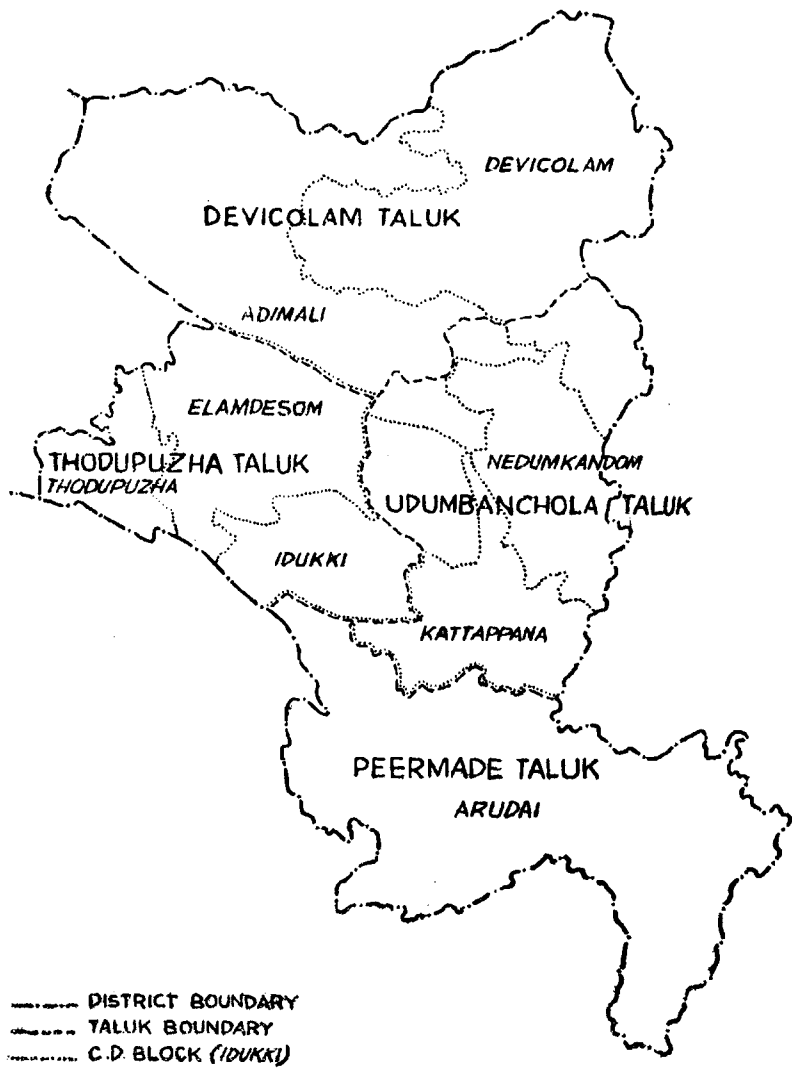 DEVICOLAM
DEVICOLAM TALUK
ADIMALI
ELAMDESOM
THODUPUZHA TALUK
THODUPUZHA
NEDUMKANDOM
UDUMBANCHOLA TALUK
IDUKKI
KATTAPPANA
PEERMADE TALUK
ARUDAI
DISTRICT BOUNDARY
TALUK BOUNDARY
C.D. BLOCK (IDUKKI)